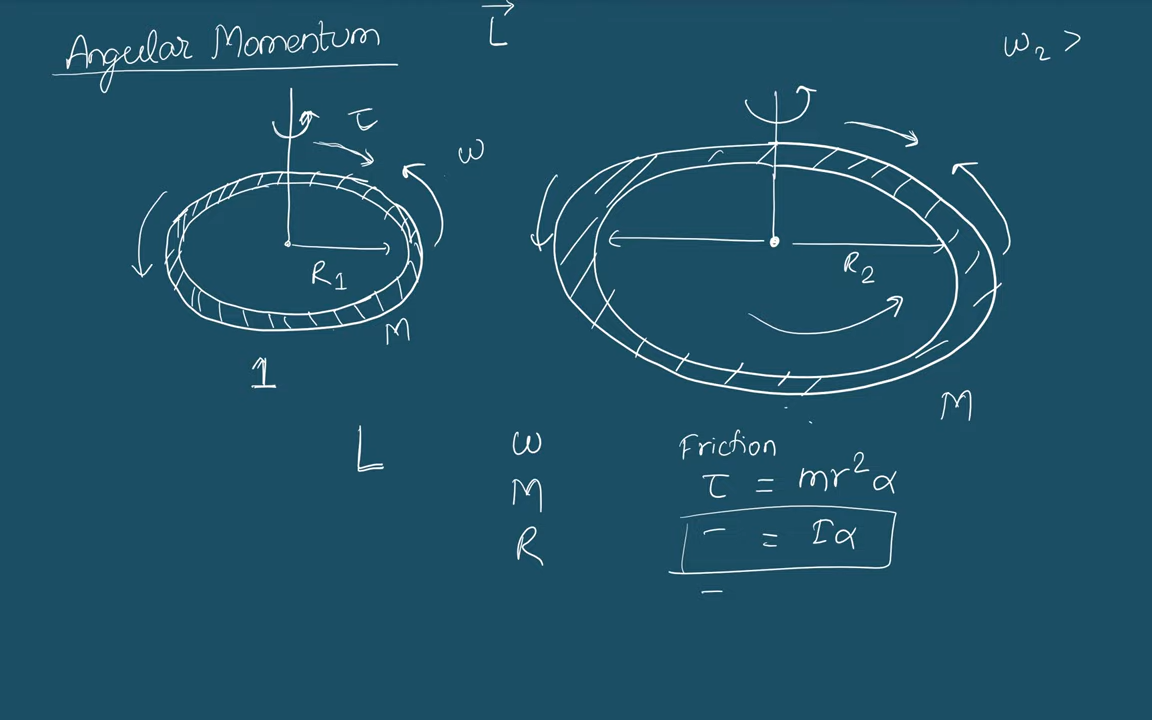 Angular Momentum
L
ω₂ >
τ
ω
R₁
R₂
M
1
M
L
ω
M
R
Friction
τ = mr²α
= Iα